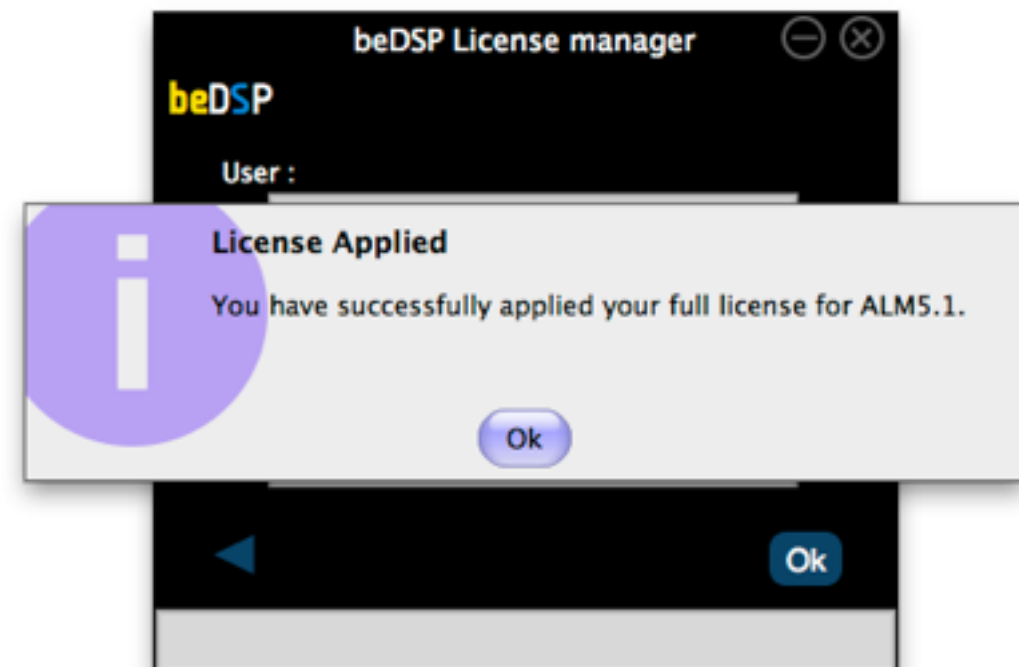 beDSP License manager
beDSP
User :
License Applied
You have successfully applied your full license for ALM5.1.
Ok
Ok